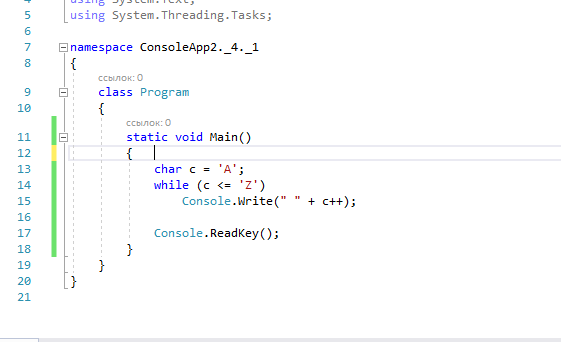 4 using System.Text;
5 using System.Threading.Tasks;
6
7 namespace ConsoleApp2._4._1
8 {
ссылок: 0
9 class Program
10 {
ссылок: 0
11 static void Main()
12 {
13 char c = 'A';
14 while (c <= 'Z')
15 Console.Write(" " + c++);
16
17 Console.ReadKey();
18 }
19 }
20 }
21